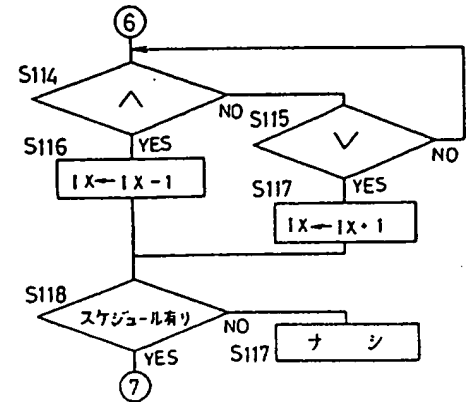 6
S114
∧
NO
S115
S116
YES
∨
NO
IX←IX-1
S117
YES
IX←IX+1
S118
スケジュール有り
NO
ナシ
YES
S117
7